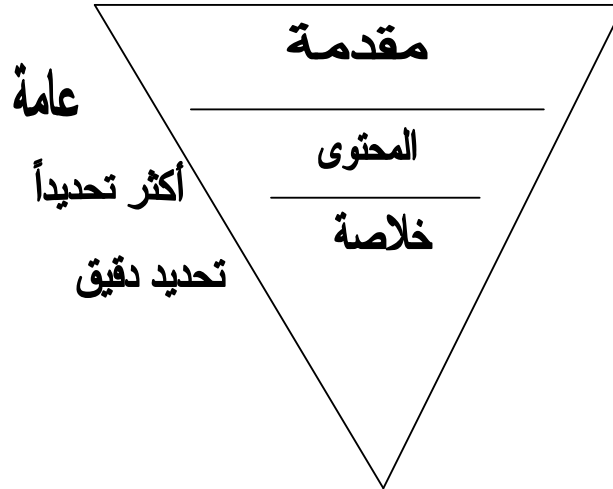 مقدمة
عامة
المحتوى
أكثر تحديداً
خلاصة
تحديد دقيق